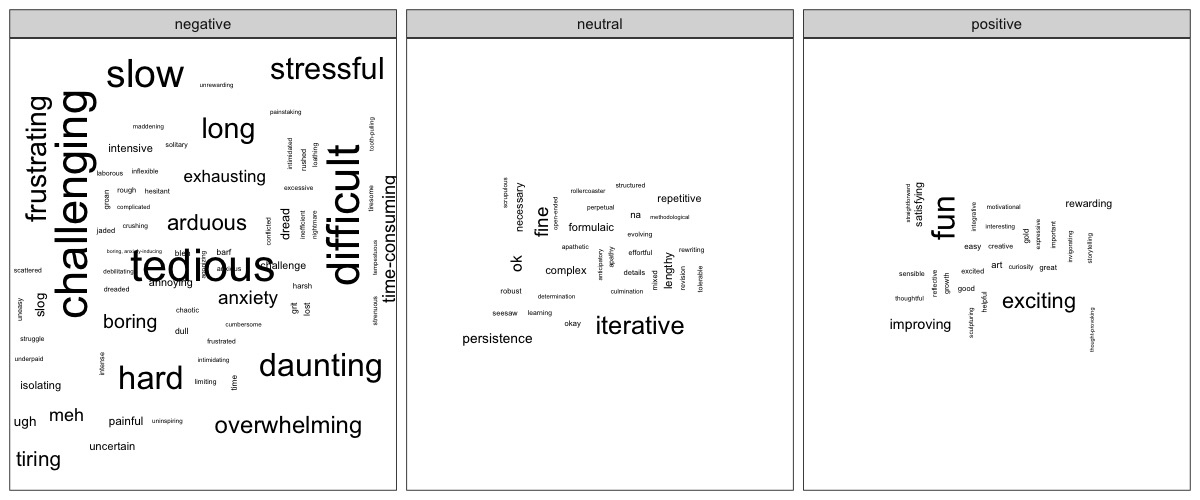 negative
slow
stressful
unrewarding
frustrating
challenging
painstaking
maddening
long
tooth-pulling
intensive
solitary
intimidated
rushed
loathing
difficult
laborous
inflexible
exhausting
groan
rough
hesitant
excessive
tiresome
time-consuming
complicated
jaded
crushing
arduous
conflicted
dread
inefficient
nightmare
boring, anxiety-inducing
bleh
barf
tempestuous
scattered
debilitating
tedious
anxious
challenge
annoying
dreaded
anxiety
harsh
uneasy
slog
chaotic
grit
lost
strenuous
boring
dull
cumbersome
struggle
frustrated
underpaid
intense
intimidating
daunting
isolating
hard
limiting
time
ugh
meh
painful
uninspiring
overwhelming
uncertain
tiring
neutral
scrupulous
necessary
rollercoaster
structured
fine
open-ended
perpetual
repetitive
na
methodological
formulaic
evolving
apathetic
anticipatory
apathy
effortful
rewriting
ok
complex
details
mixed
lengthy
revision
tolerable
robust
determination
culmination
seesaw
learning
okay
iterative
persistence
positive
straightforward
satisfying
fun
integrative
motivational
rewarding
interesting
gold
expressive
important
invigorating
storytelling
easy
creative
sensible
reflective
growth
excited
art
curiosity
great
thoughtful
good
helpful
exciting
improving
sculpturing
thought-provoking